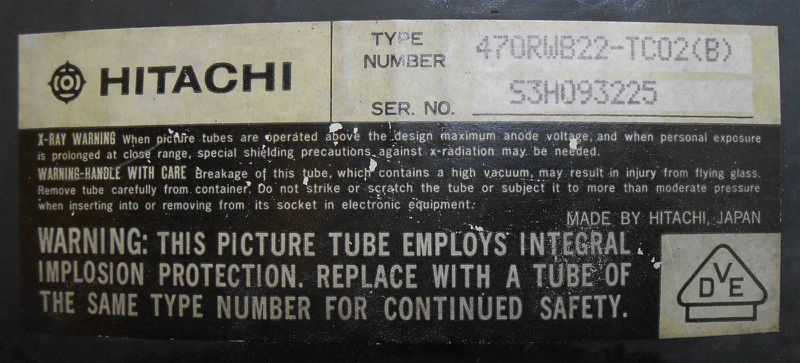 HITACHI
TYPE NUMBER 470RWB22-TC02(B)
SER. NO. S3H093225
X-RAY WARNING When picture tubes are operated above the design maximum anode voltage, and when personal exposure
is prolonged at close range, special shielding precautions against x-radiation may be needed.
WARNING-HANDLE WITH CARE Breakage of this tube, which contains a high vacuum, may result in injury from flying glass.
Remove tube carefully from container. Do not strike or scratch the tube or subject it to more than moderate pressure
when inserting into or removing from its socket in electronic equipment.
MADE BY HITACHI, JAPAN
WARNING: THIS PICTURE TUBE EMPLOYS INTEGRAL
IMPLOSION PROTECTION. REPLACE WITH A TUBE OF
THE SAME TYPE NUMBER FOR CONTINUED SAFETY.
DVE